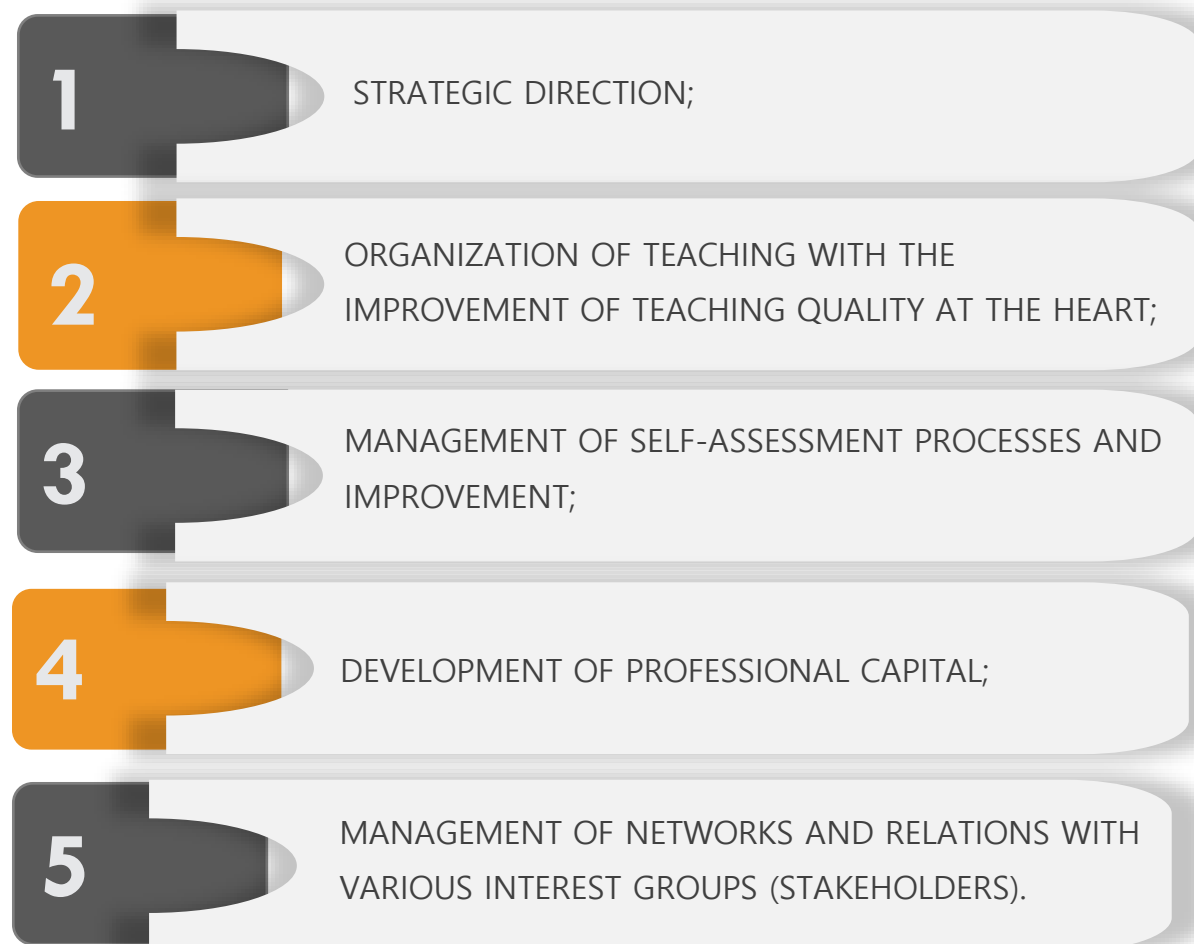 1
STRATEGIC DIRECTION;
2
ORGANIZATION OF TEACHING WITH THE
IMPROVEMENT OF TEACHING QUALITY AT THE HEART;
3
MANAGEMENT OF SELF-ASSESSMENT PROCESSES AND
IMPROVEMENT;
4
DEVELOPMENT OF PROFESSIONAL CAPITAL;
5
MANAGEMENT OF NETWORKS AND RELATIONS WITH
VARIOUS INTEREST GROUPS (STAKEHOLDERS).